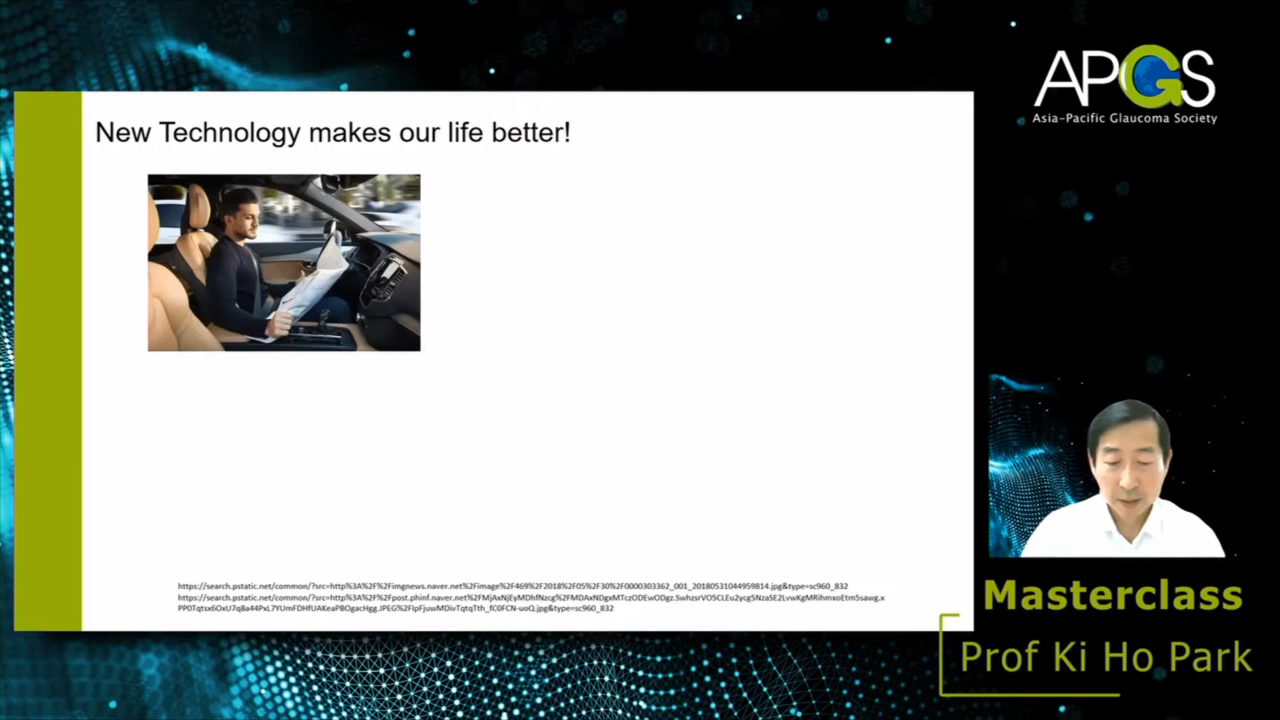 APGS
Asia-Pacific Glaucoma Society
New Technology makes our life better!
https://search.pstatic.net/common/?src=http%3A%2F%2Fimgnews.naver.net%2Fimage%2F469%2F2018%2F05%2F30%2F0000303362_001_20180531044959814.jpg&type=sc960_832
Masterclass
Prof Ki Ho Park